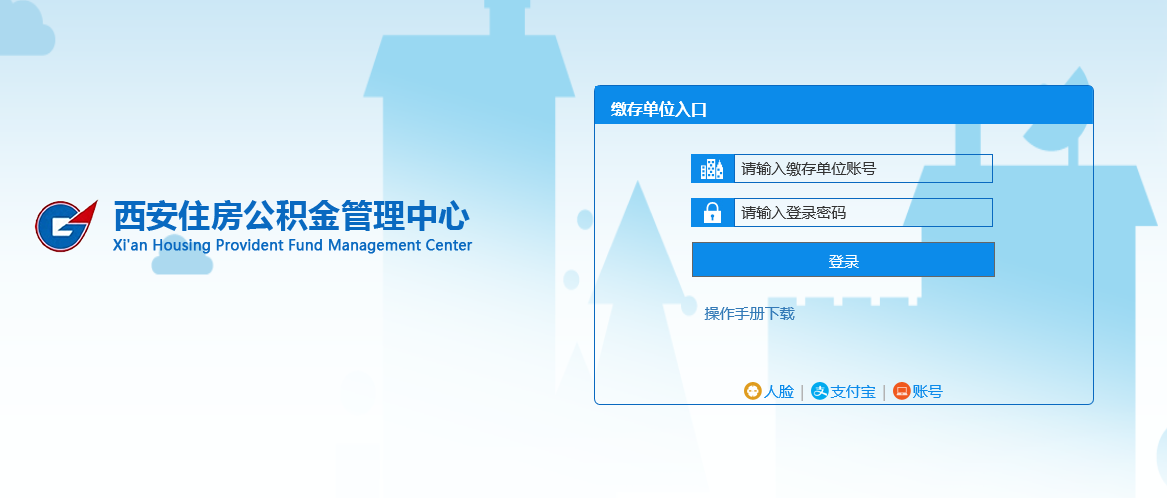 西安住房公积金管理中心
Xi'an Housing Provident Fund Management Center
缴存单位入口
请输入缴存单位账号
请输入登录密码
登录
操作手册下载
人脸 | 支付宝 | 账号